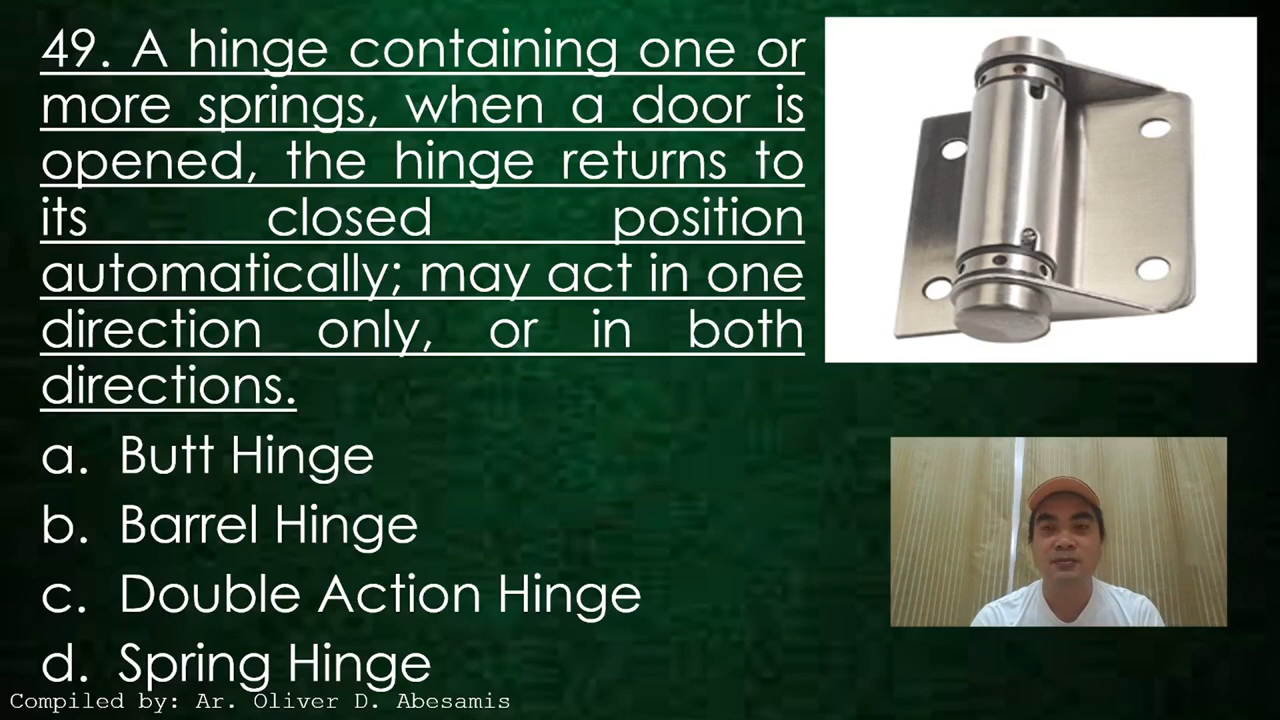 49. A hinge containing one or
more springs, when a door is
opened, the hinge returns to
its closed position
automatically; may act in one
direction only, or in both
directions.
a. Butt Hinge
b. Barrel Hinge
c. Double Action Hinge
d. Spring Hinge
Compiled by: Ar. Oliver D. Abesamis